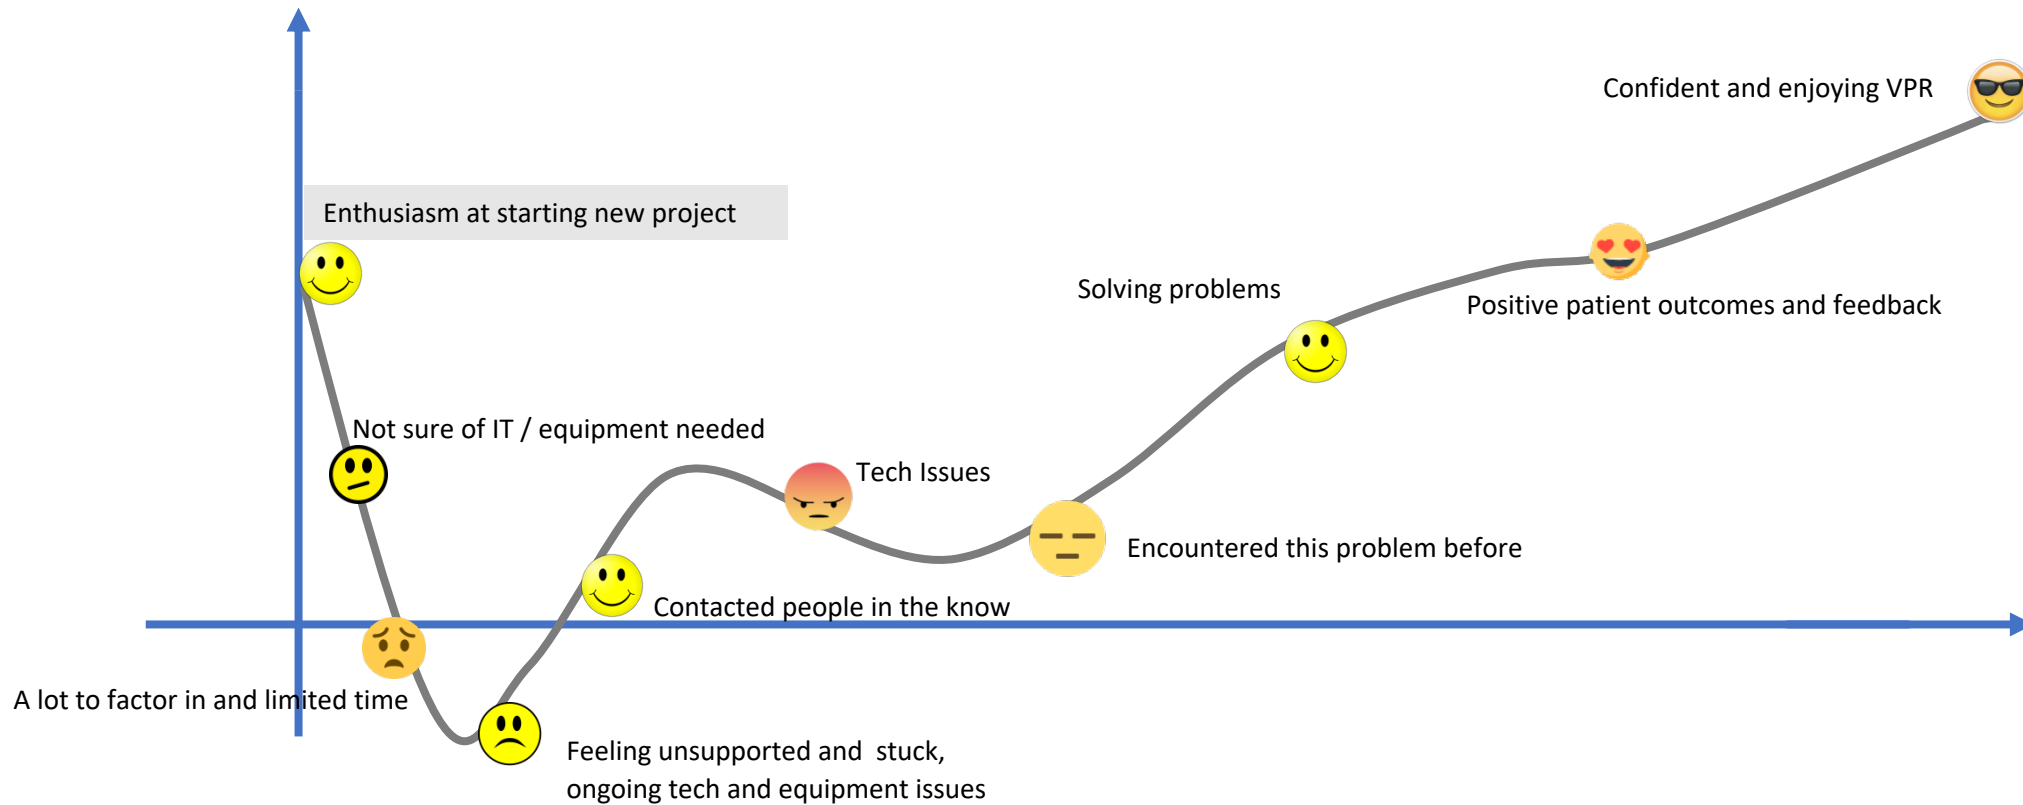 Confident and enjoying VPR
Enthusiasm at starting new project
Solving problems
Positive patient outcomes and feedback
Not sure of IT / equipment needed
Tech Issues
Encountered this problem before
Contacted people in the know
A lot to factor in and limited time
Feeling unsupported and  stuck,
ongoing tech and equipment issues